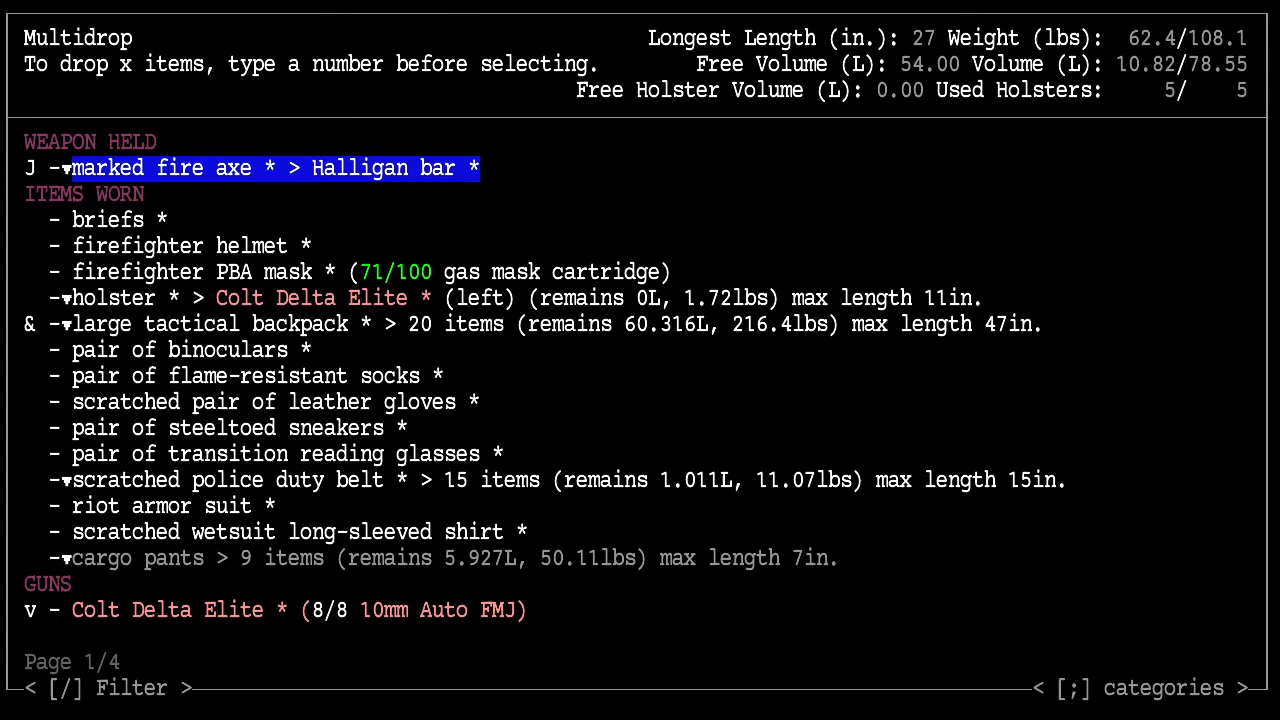 Multidrop Longest Length (in.): 27 Weight (lbs): 62.4/108.1
To drop x items, type a number before selecting. Free Volume (L): 54.00 Volume (L): 10.82/78.55
Free Holster Volume (L): 0.00 Used Holsters: 5/ 5
WEAPON HELD
J -▾marked fire axe * > Halligan bar *
ITEMS WORN
- briefs *
- firefighter helmet *
- firefighter PBA mask * (71/100 gas mask cartridge)
-▾holster * > Colt Delta Elite * (left) (remains 0L, 1.72lbs) max length 11in.
& -▾large tactical backpack * > 20 items (remains 60.316L, 216.4lbs) max length 47in.
- pair of binoculars *
- pair of flame-resistant socks *
- scratched pair of leather gloves *
- pair of steeltoed sneakers *
- pair of transition reading glasses *
-▾scratched police duty belt * > 15 items (remains 1.011L, 11.07lbs) max length 15in.
- riot armor suit *
- scratched wetsuit long-sleeved shirt *
-▾cargo pants > 9 items (remains 5.927L, 50.11lbs) max length 7in.
GUNS
v - Colt Delta Elite * (8/8 10mm Auto FMJ)
Page 1/4
< [/] Filter > < [;] categories >